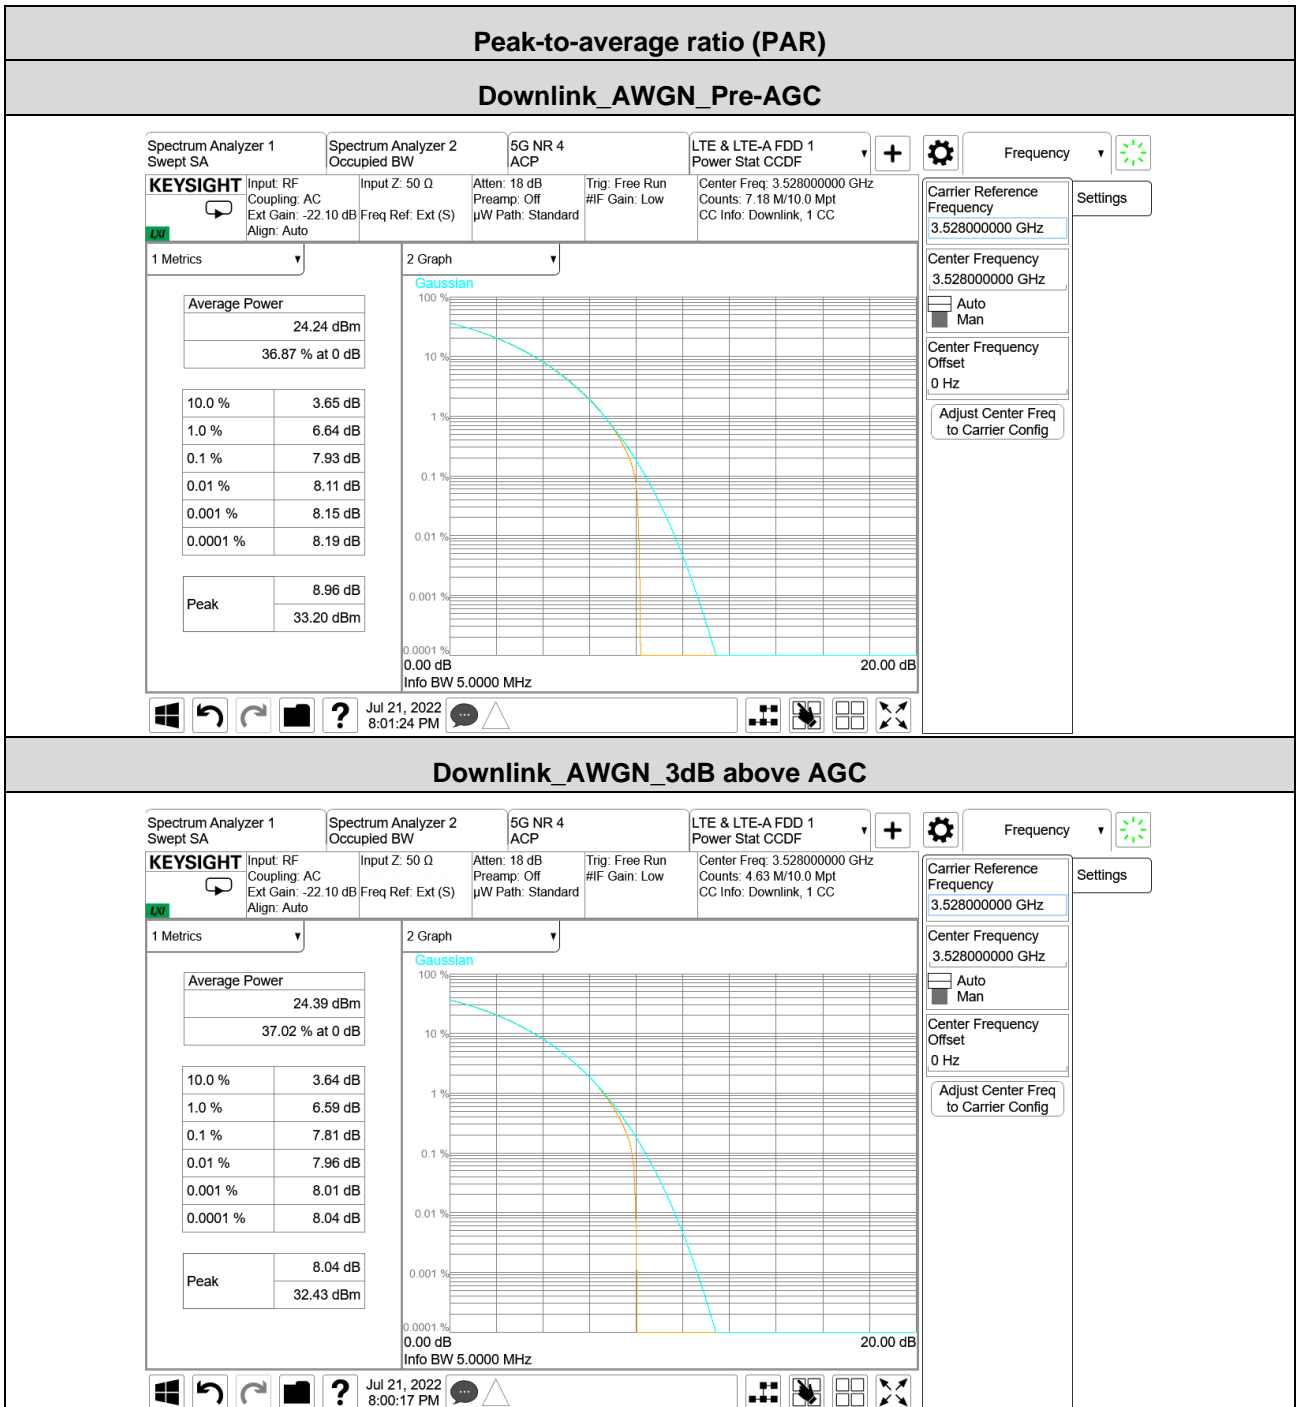 Peak-to-average ratio (PAR)
Downlink_AWGN_Pre-AGC
Spectrum Analyzer 1
Swept SA
Spectrum Analyzer 2
Occupied BW
5G NR 4
ACP
LTE & LTE-A FDD 1
Power Stat CCDF
Frequency
KEYSIGHT
LXI
Input: RF
Coupling: AC
Ext Gain: -22.10 dB
Align: Auto
Input Z: 50 Ω
Freq Ref: Ext (S)
Atten: 18 dB
Preamp: Off
µW Path: Standard
Trig: Free Run
#IF Gain: Low
Center Freq: 3.528000000 GHz
Counts: 7.18 M/10.0 Mpt
CC Info: Downlink, 1 CC
Carrier Reference
Frequency
3.528000000 GHz
Settings
Center Frequency
3.528000000 GHz
Auto
Man
Center Frequency
Offset
0 Hz
Adjust Center Freq
to Carrier Config
1 Metrics
Average Power
24.24 dBm
36.87 % at 0 dB
10.0 % 3.65 dB
1.0 % 6.64 dB
0.1 % 7.93 dB
0.01 % 8.11 dB
0.001 % 8.15 dB
0.0001 % 8.19 dB
Peak
8.96 dB
33.20 dBm
2 Graph
Gaussian
100 %
10 %
1 %
0.1 %
0.01 %
0.001 %
0.0001 %
0.00 dB
20.00 dB
Info BW 5.0000 MHz
?
Jul 21, 2022
8:01:24 PM
Downlink_AWGN_3dB above AGC
Spectrum Analyzer 1
Swept SA
Spectrum Analyzer 2
Occupied BW
5G NR 4
ACP
LTE & LTE-A FDD 1
Power Stat CCDF
Frequency
KEYSIGHT
LXI
Input: RF
Coupling: AC
Ext Gain: -22.10 dB
Align: Auto
Input Z: 50 Ω
Freq Ref: Ext (S)
Atten: 18 dB
Preamp: Off
µW Path: Standard
Trig: Free Run
#IF Gain: Low
Center Freq: 3.528000000 GHz
Counts: 4.63 M/10.0 Mpt
CC Info: Downlink, 1 CC
Carrier Reference
Frequency
3.528000000 GHz
Settings
Center Frequency
3.528000000 GHz
Auto
Man
Center Frequency
Offset
0 Hz
Adjust Center Freq
to Carrier Config
1 Metrics
Average Power
24.39 dBm
37.02 % at 0 dB
10.0 % 3.64 dB
1.0 % 6.59 dB
0.1 % 7.81 dB
0.01 % 7.96 dB
0.001 % 8.01 dB
0.0001 % 8.04 dB
Peak
8.04 dB
32.43 dBm
2 Graph
Gaussian
100 %
10 %
1 %
0.1 %
0.01 %
0.001 %
0.0001 %
0.00 dB
20.00 dB
Info BW 5.0000 MHz
?
Jul 21, 2022
8:00:17 PM